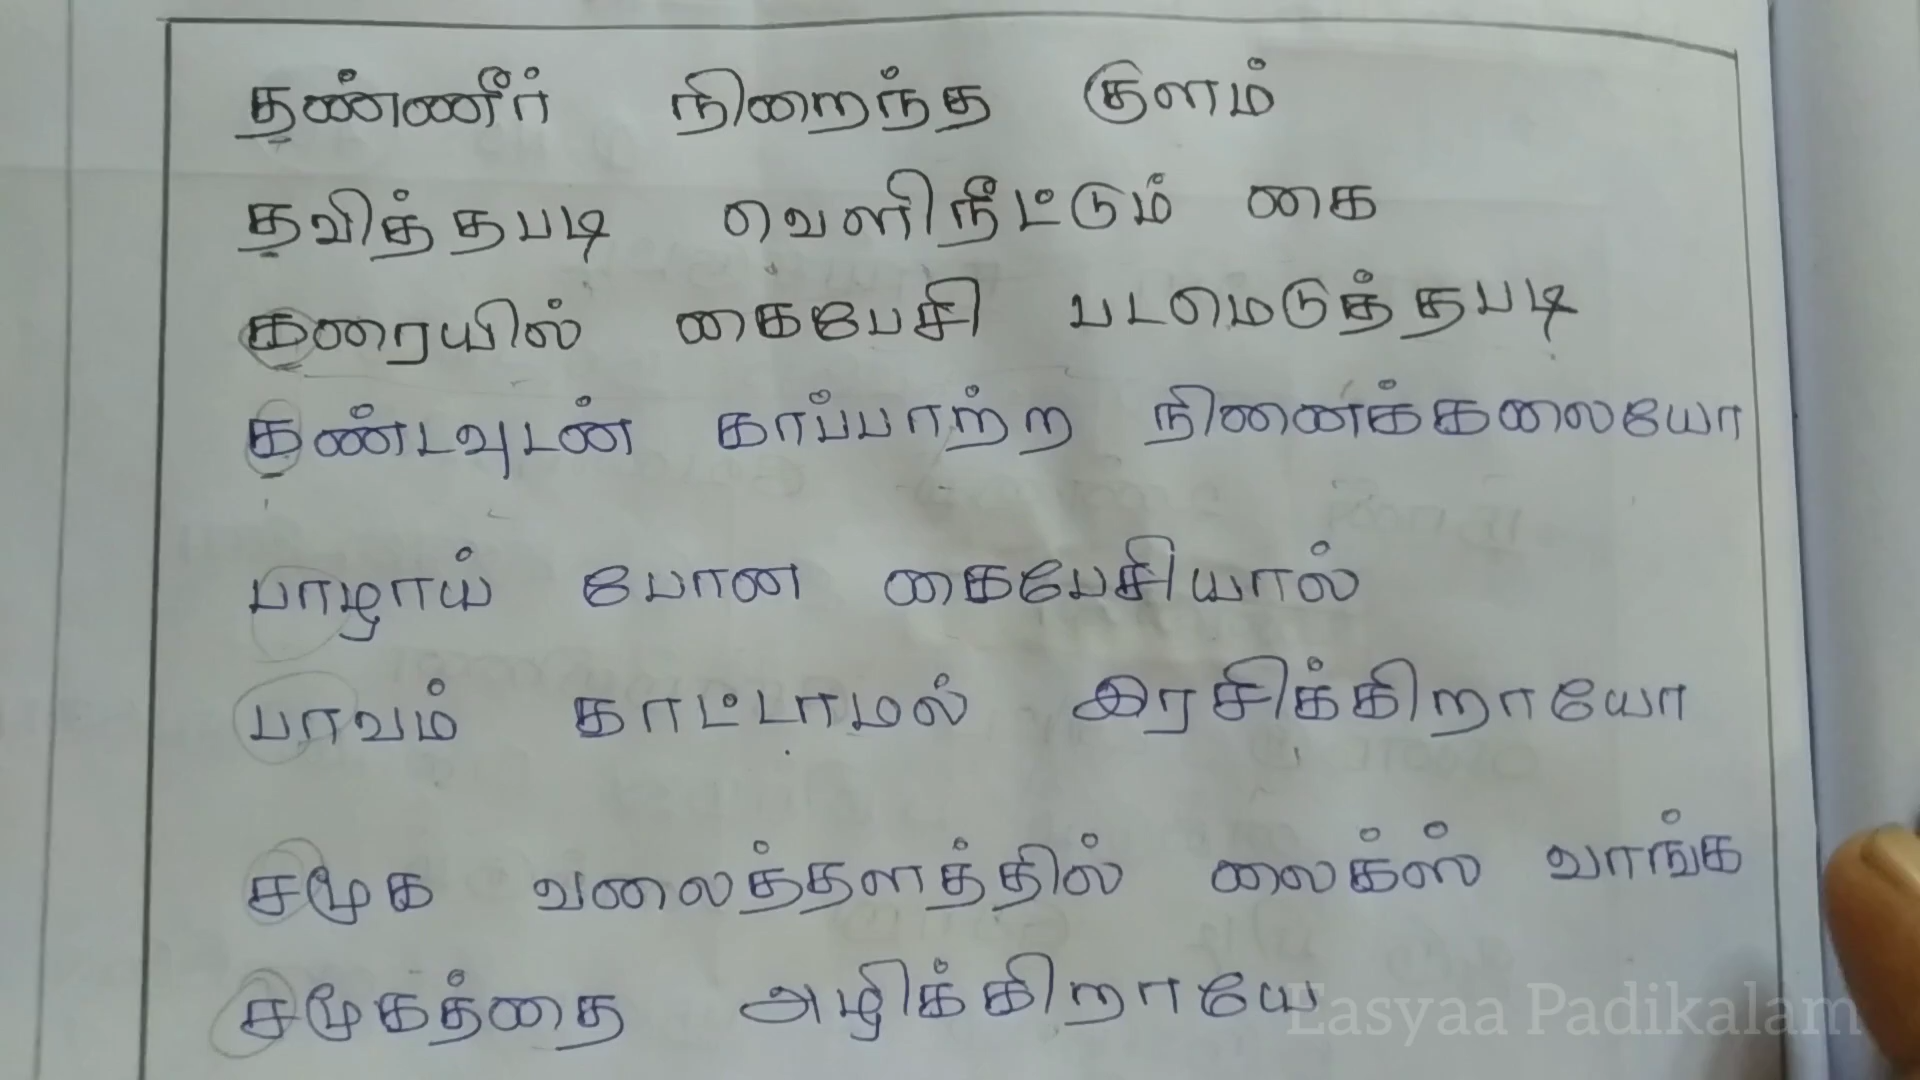 தண்ணீர் நிறைந்த குளம்
தவித்தபடி வெளிநீட்டும் கை
கரையில் கைபேசி படமெடுத்தபடி
கண்டவுடன் காப்பாற்ற நினைக்கலையோ
பாழாய் போன கைபேசியால்
பாவம் காட்டாமல் இரசிக்கிறாயோ
சமூக வலைத்தளத்தில் லைக்ஸ் வாங்க
சமூகத்தை அழிக்கிறாயே
Easyaa Padikalam